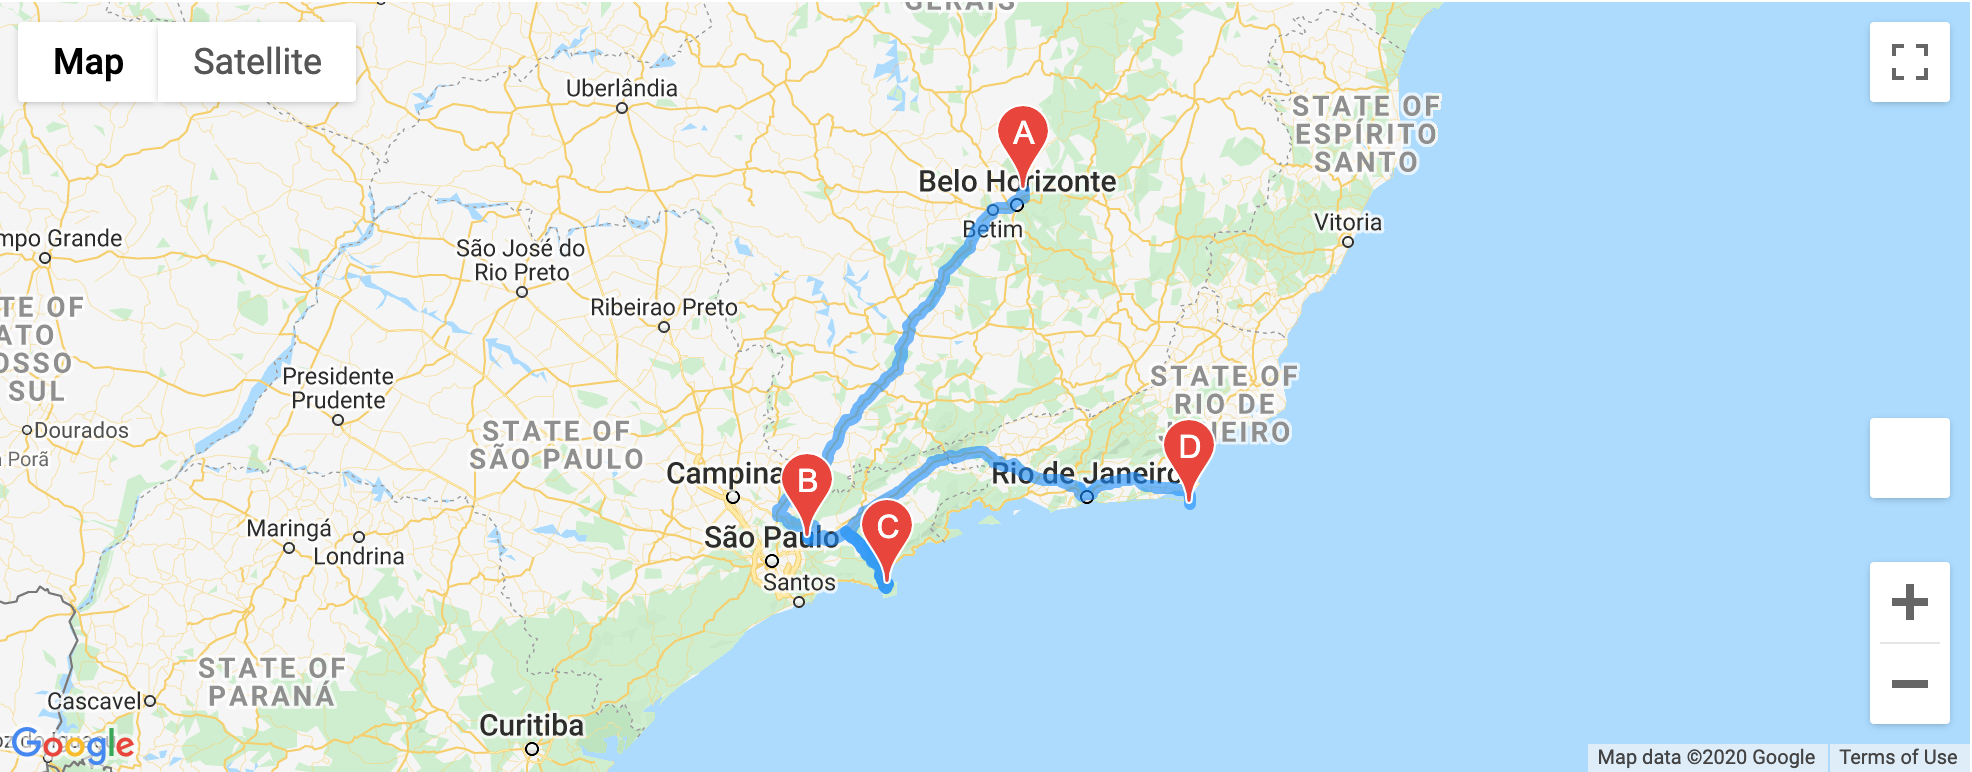 GERAIS
Map
Satellite
Uberlândia
STATE OF
ESPÍRITO
SANTO
A
Belo Horizonte
Betim
Vitoria
mpo Grande
São José do
Rio Preto
Ribeirao Preto
TE OF
ATO
OSSO
SUL
Presidente
Prudente
STATE OF
RIO DE
JANEIRO
Dourados
a Porã
STATE OF
SÃO PAULO
D
Campina
B
Rio de Janeiro
C
Maringá
Londrina
São Paulo
Santos
STATE OF
PARANÁ
Cascavel
Curitiba
Google
Map data ©2020 Google
Terms of Use